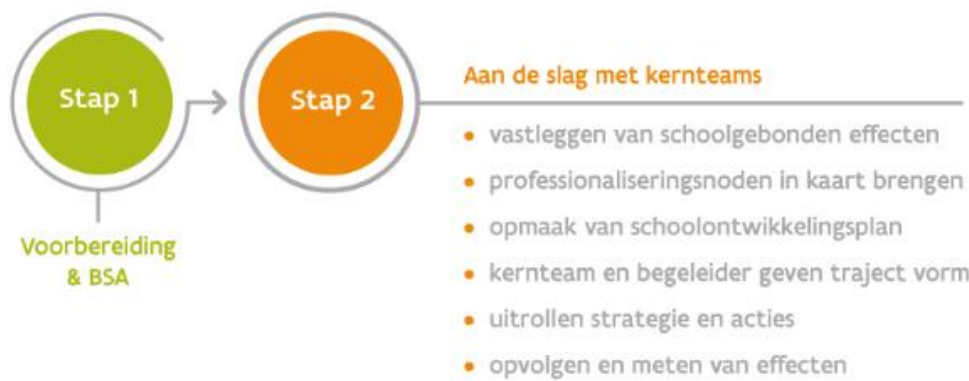 Stap 1
Stap 2
Voorbereiding
& BSA
Aan de slag met kernteams
• vastleggen van schoolgebonden effecten
• professionaliseringsnoden in kaart brengen
• opmaak van schoolontwikkelingsplan
• kernteam en begeleider geven traject vorm
• uitrollen strategie en acties
• opvolgen en meten van effecten